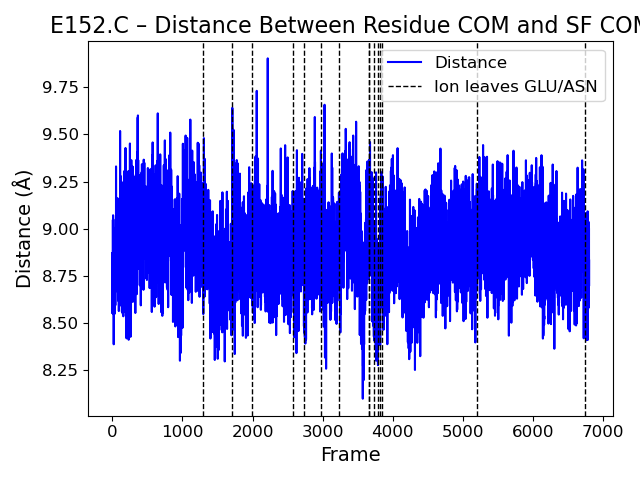 E152.C – Distance Between Residue COM and SF COM
Distance
Ion leaves GLU/ASN
Distance (Å)
9.75
9.50
9.25
9.00
8.75
8.50
8.25
0 1000 2000 3000 4000 5000 6000 7000
Frame